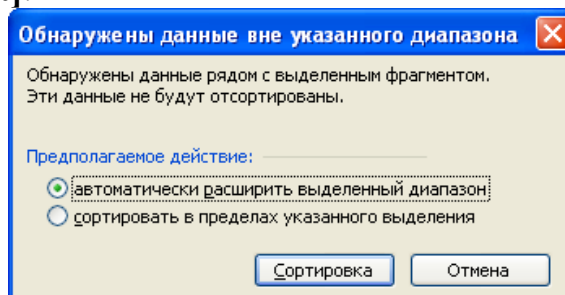 Обнаружены данные вне указанного диапазона
Обнаружены данные рядом с выделенным фрагментом.
Эти данные не будут отсортированы.
Предполагаемое действие:
автоматически расширить выделенный диапазон
сортировать в пределах указанного выделения
Сортировка Отмена